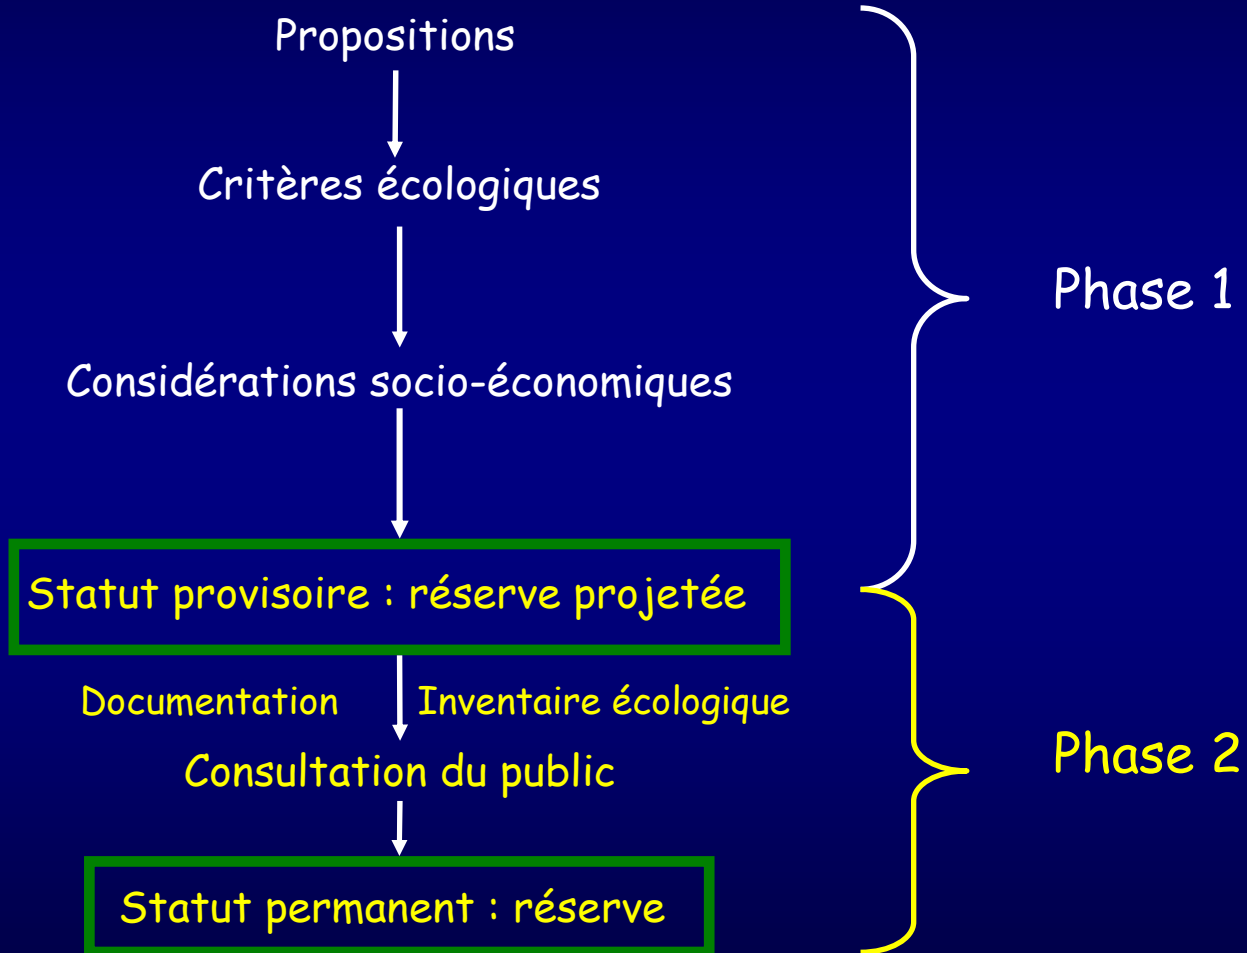 Propositions
Critères écologiques
Phase 1
Considérations socio-économiques
Statut provisoire : réserve projetée
Documentation
Inventaire écologique
Phase 2
Consultation du public
Statut permanent : réserve